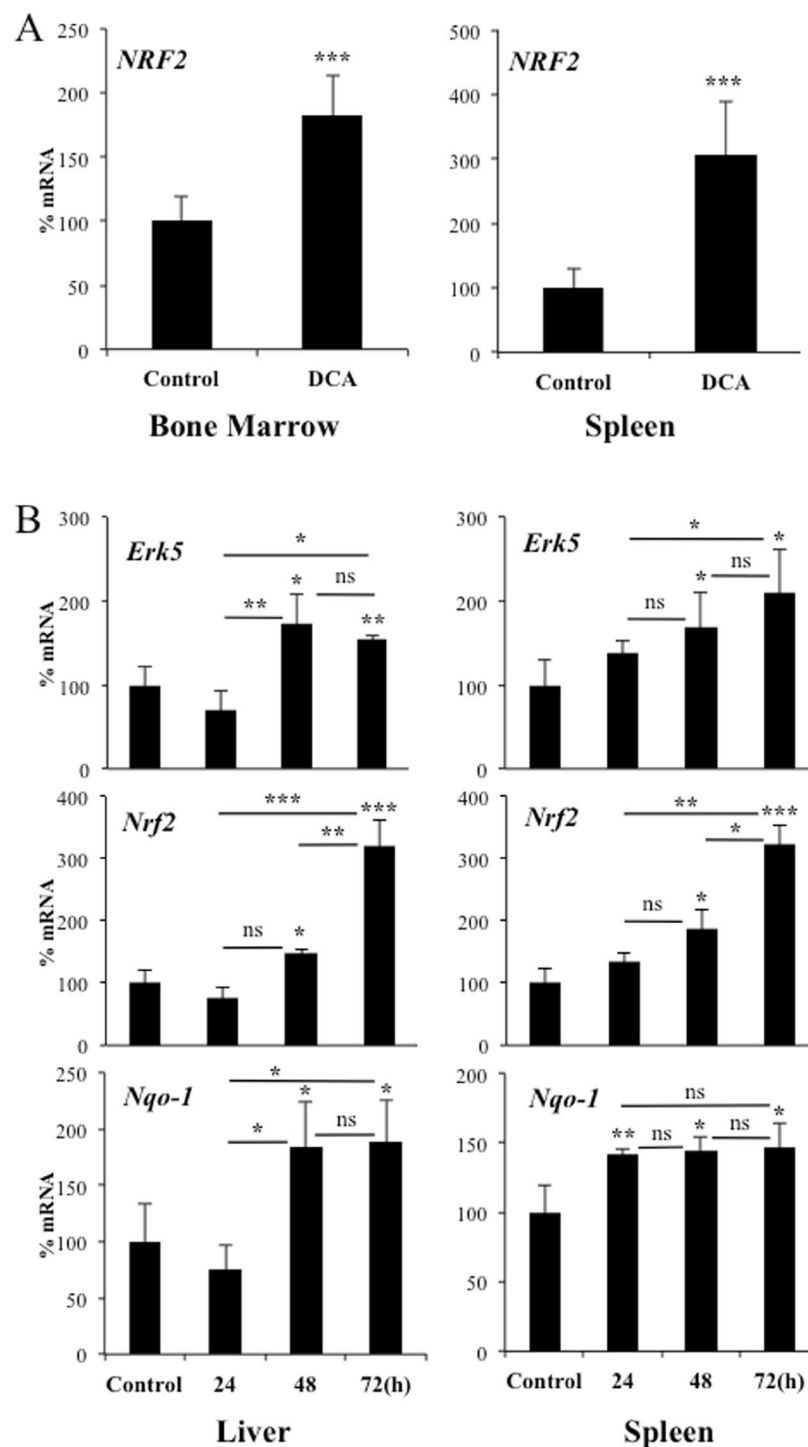 A
NRF2
% mRNA
250
200
150
100
50
0
***
Control
DCA
Bone Marrow
NRF2
500
400
300
200
100
0
***
Control
DCA
Spleen
B
Erk5
% mRNA
300
200
100
0
*
** * ns
**
Erk5
300
200
100
0
*
*
ns * ns
Nrf2
% mRNA
400
300
200
100
0
*** ***
**
ns *
Nrf2
400
300
200
100
0
** ***
*
ns *
Nqo-1
% mRNA
250
200
150
100
50
0
*
* *
* ns
Control 24 48 72(h)
Liver
Nqo-1
200
150
100
50
0
ns
** ns * ns *
Control 24 48 72(h)
Spleen